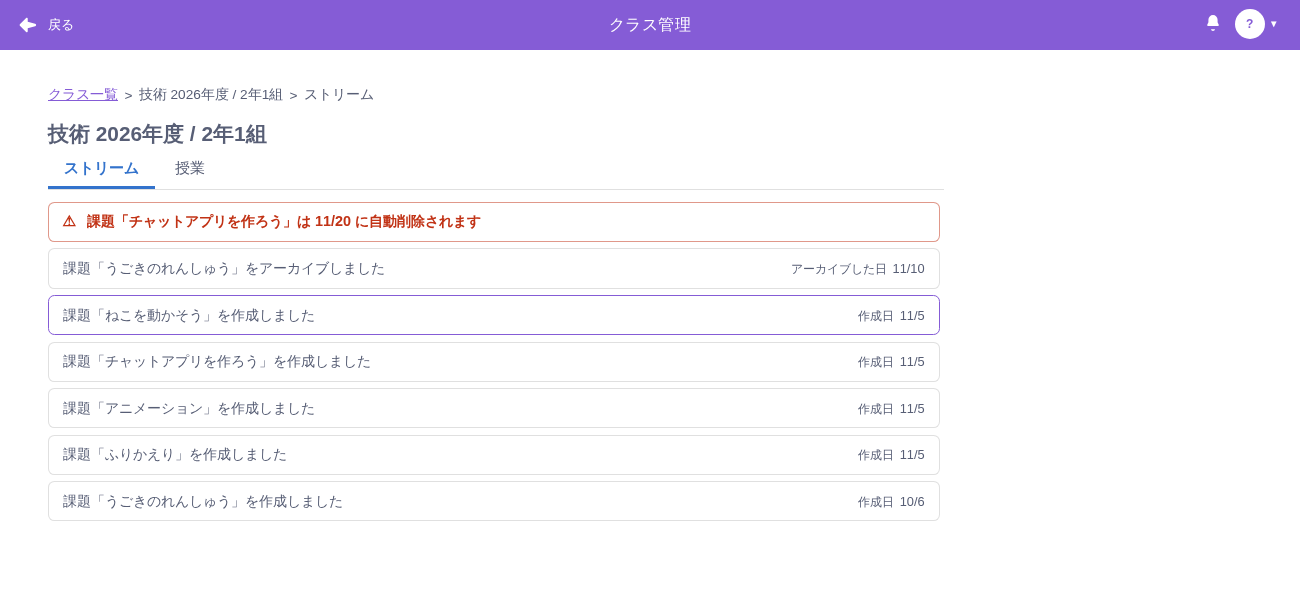 戻る
クラス管理
?
▼
クラス一覧 > 技術 2026年度 / 2年1組 > ストリーム
技術 2026年度 / 2年1組
ストリーム 授業
⚠ 課題「チャットアプリを作ろう」は 11/20 に自動削除されます
課題「うごきのれんしゅう」をアーカイブしました アーカイブした日 11/10
課題「ねこを動かそう」を作成しました 作成日 11/5
課題「チャットアプリを作ろう」を作成しました 作成日 11/5
課題「アニメーション」を作成しました 作成日 11/5
課題「ふりかえり」を作成しました 作成日 11/5
課題「うごきのれんしゅう」を作成しました 作成日 10/6